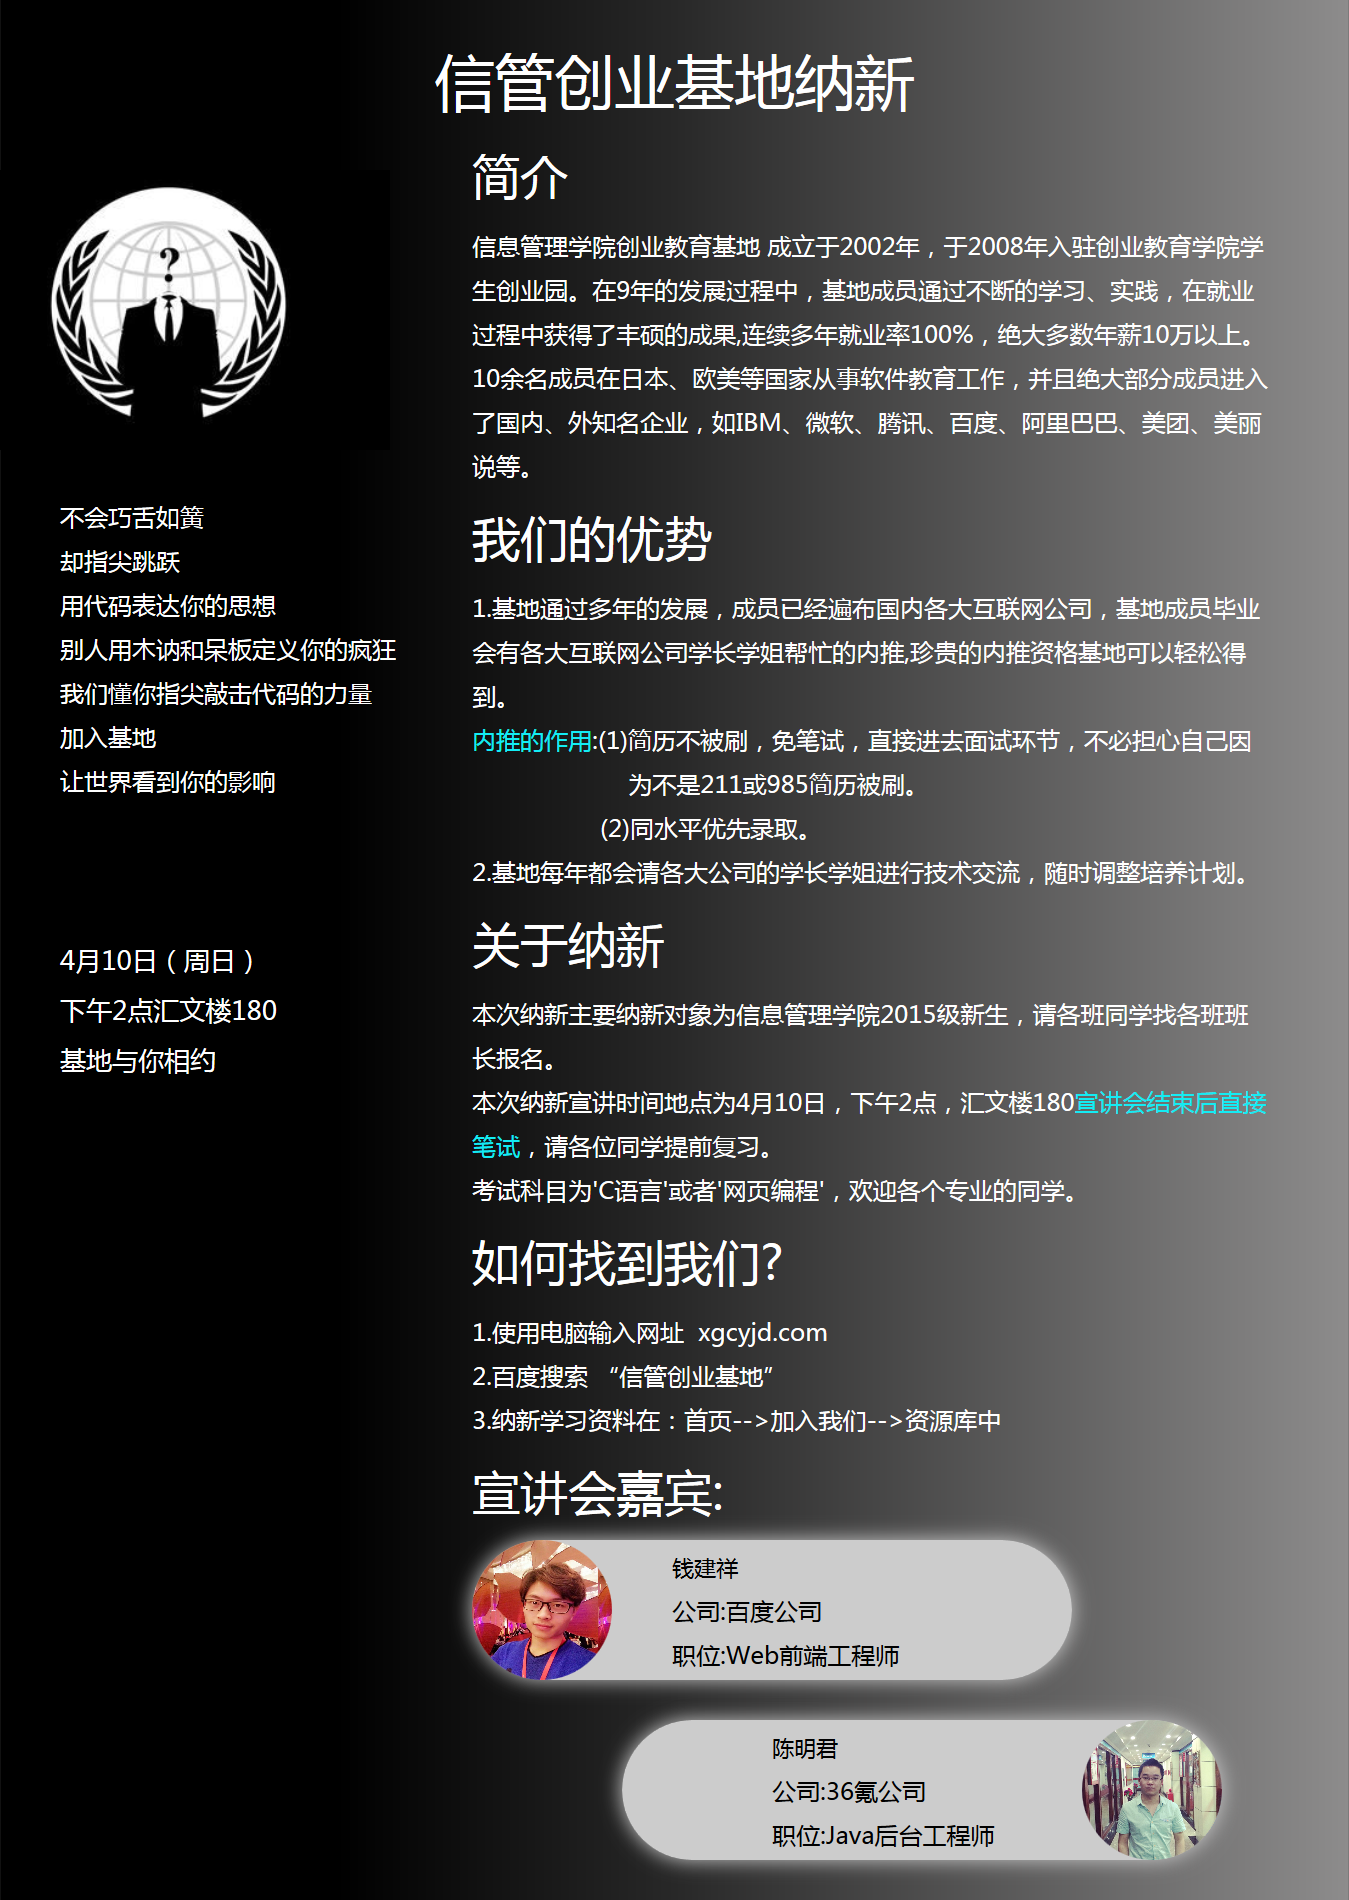 信管创业基地纳新
?
不会巧舌如簧
却指尖跳跃
用代码表达你的思想
别人用木讷和呆板定义你的疯狂
我们懂你指尖敲击代码的力量
加入基地
让世界看到你的影响
4月10日（周日）
下午2点汇文楼180
基地与你相约
简介
信息管理学院创业教育基地 成立于2002年，于2008年入驻创业教育学院学
生创业园。在9年的发展过程中，基地成员通过不断的学习、实践，在就业
过程中获得了丰硕的成果,连续多年就业率100%，绝大多数年薪10万以上。
10余名成员在日本、欧美等国家从事软件教育工作，并且绝大部分成员进入
了国内、外知名企业，如IBM、微软、腾讯、百度、阿里巴巴、美团、美丽
说等。
我们的优势
1.基地通过多年的发展，成员已经遍布国内各大互联网公司，基地成员毕业
会有各大互联网公司学长学姐帮忙的内推,珍贵的内推资格基地可以轻松得
到。
内推的作用:(1)简历不被刷，免笔试，直接进去面试环节，不必担心自己因
为不是211或985简历被刷。
(2)同水平优先录取。
2.基地每年都会请各大公司的学长学姐进行技术交流，随时调整培养计划。
关于纳新
本次纳新主要纳新对象为信息管理学院2015级新生，请各班同学找各班班
长报名。
本次纳新宣讲时间地点为4月10日，下午2点，汇文楼180宣讲会结束后直接
笔试，请各位同学提前复习。
考试科目为'C语言'或者'网页编程'，欢迎各个专业的同学。
如何找到我们?
1.使用电脑输入网址  xgcyjd.com
2.百度搜索 “信管创业基地”
3.纳新学习资料在：首页-->加入我们-->资源库中
宣讲会嘉宾:
钱建祥
公司:百度公司
职位:Web前端工程师
陈明君
公司:36氪公司
职位:Java后台工程师